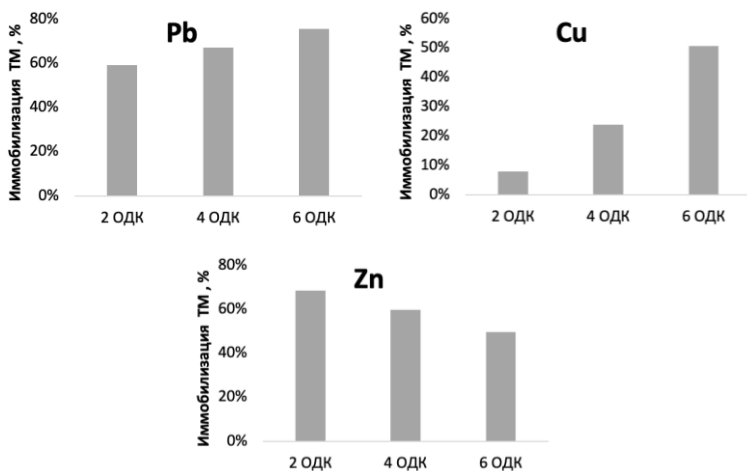 Pb
Иммобилизация ТМ , %
80%
60%
40%
20%
0%
2 ОДК 4 ОДК 6 ОДК
Cu
Иммобилизация ТМ , %
60%
50%
40%
30%
20%
10%
0%
2 ОДК 4 ОДК 6 ОДК
Zn
Иммобилизация ТМ , %
80%
60%
40%
20%
0%
2 ОДК 4 ОДК 6 ОДК